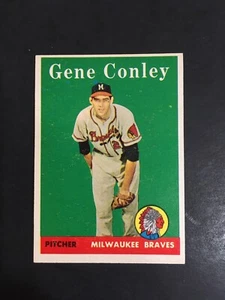 Gene Conley
M
Braves
PITCHER MILWAUKEE BRAVES